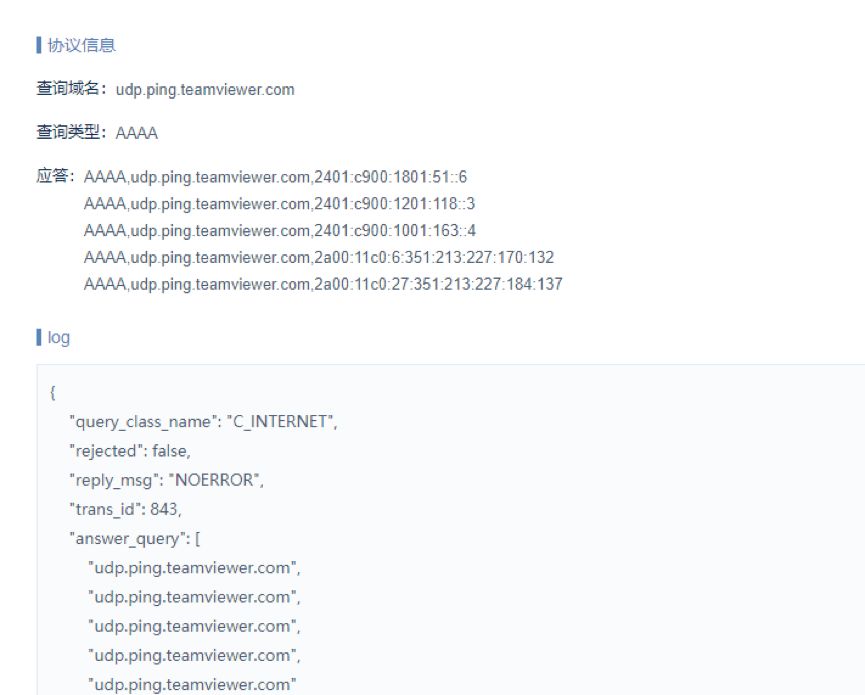 协议信息
查询域名： udp.ping.teamviewer.com
查询类型： AAAA
应答： AAAA,udp.ping.teamviewer.com,2401:c900:1801:51::6
AAAA,udp.ping.teamviewer.com,2401:c900:1201:118::3
AAAA,udp.ping.teamviewer.com,2401:c900:1001:163::4
AAAA,udp.ping.teamviewer.com,2a00:11c0:6:351:213:227:170:132
AAAA,udp.ping.teamviewer.com,2a00:11c0:27:351:213:227:184:137
log
{
"query_class_name": "C_INTERNET",
"rejected": false,
"reply_msg": "NOERROR",
"trans_id": 843,
"answer_query": [
"udp.ping.teamviewer.com",
"udp.ping.teamviewer.com",
"udp.ping.teamviewer.com",
"udp.ping.teamviewer.com",
"udp.ping.teamviewer.com"